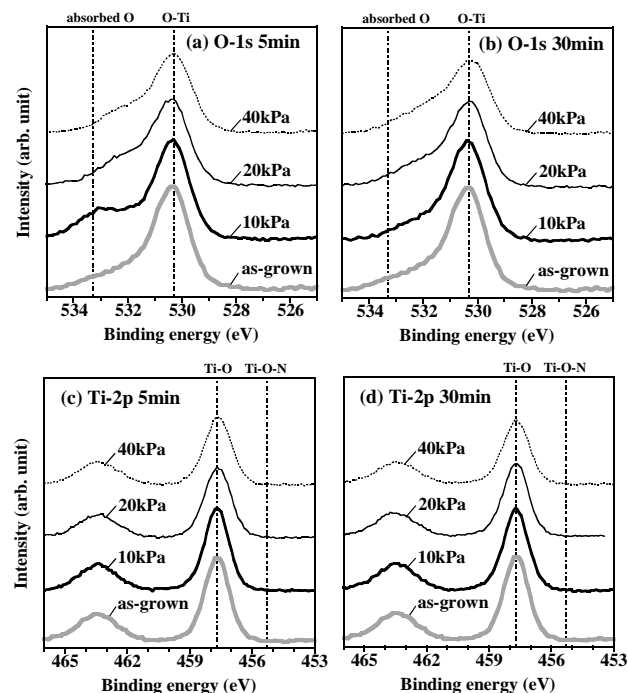 absorbed O O-Ti
(a) O-1s 5min
40kPa
20kPa
10kPa
as-grown
534 532 530 528 526
Binding energy (eV)
Intensity (arb. unit)
absorbed O O-Ti
(b) O-1s 30min
40kPa
20kPa
10kPa
as-grown
534 532 530 528 526
Binding energy (eV)
Ti-O Ti-O-N
(c) Ti-2p 5min
40kPa
20kPa
10kPa
as-grown
465 462 459 456 453
Binding energy (eV)
Intensity (arb. unit)
Ti-O Ti-O-N
(d) Ti-2p 30min
40kPa
20kPa
10kPa
as-grown
465 462 459 456 453
Binding energy (eV)